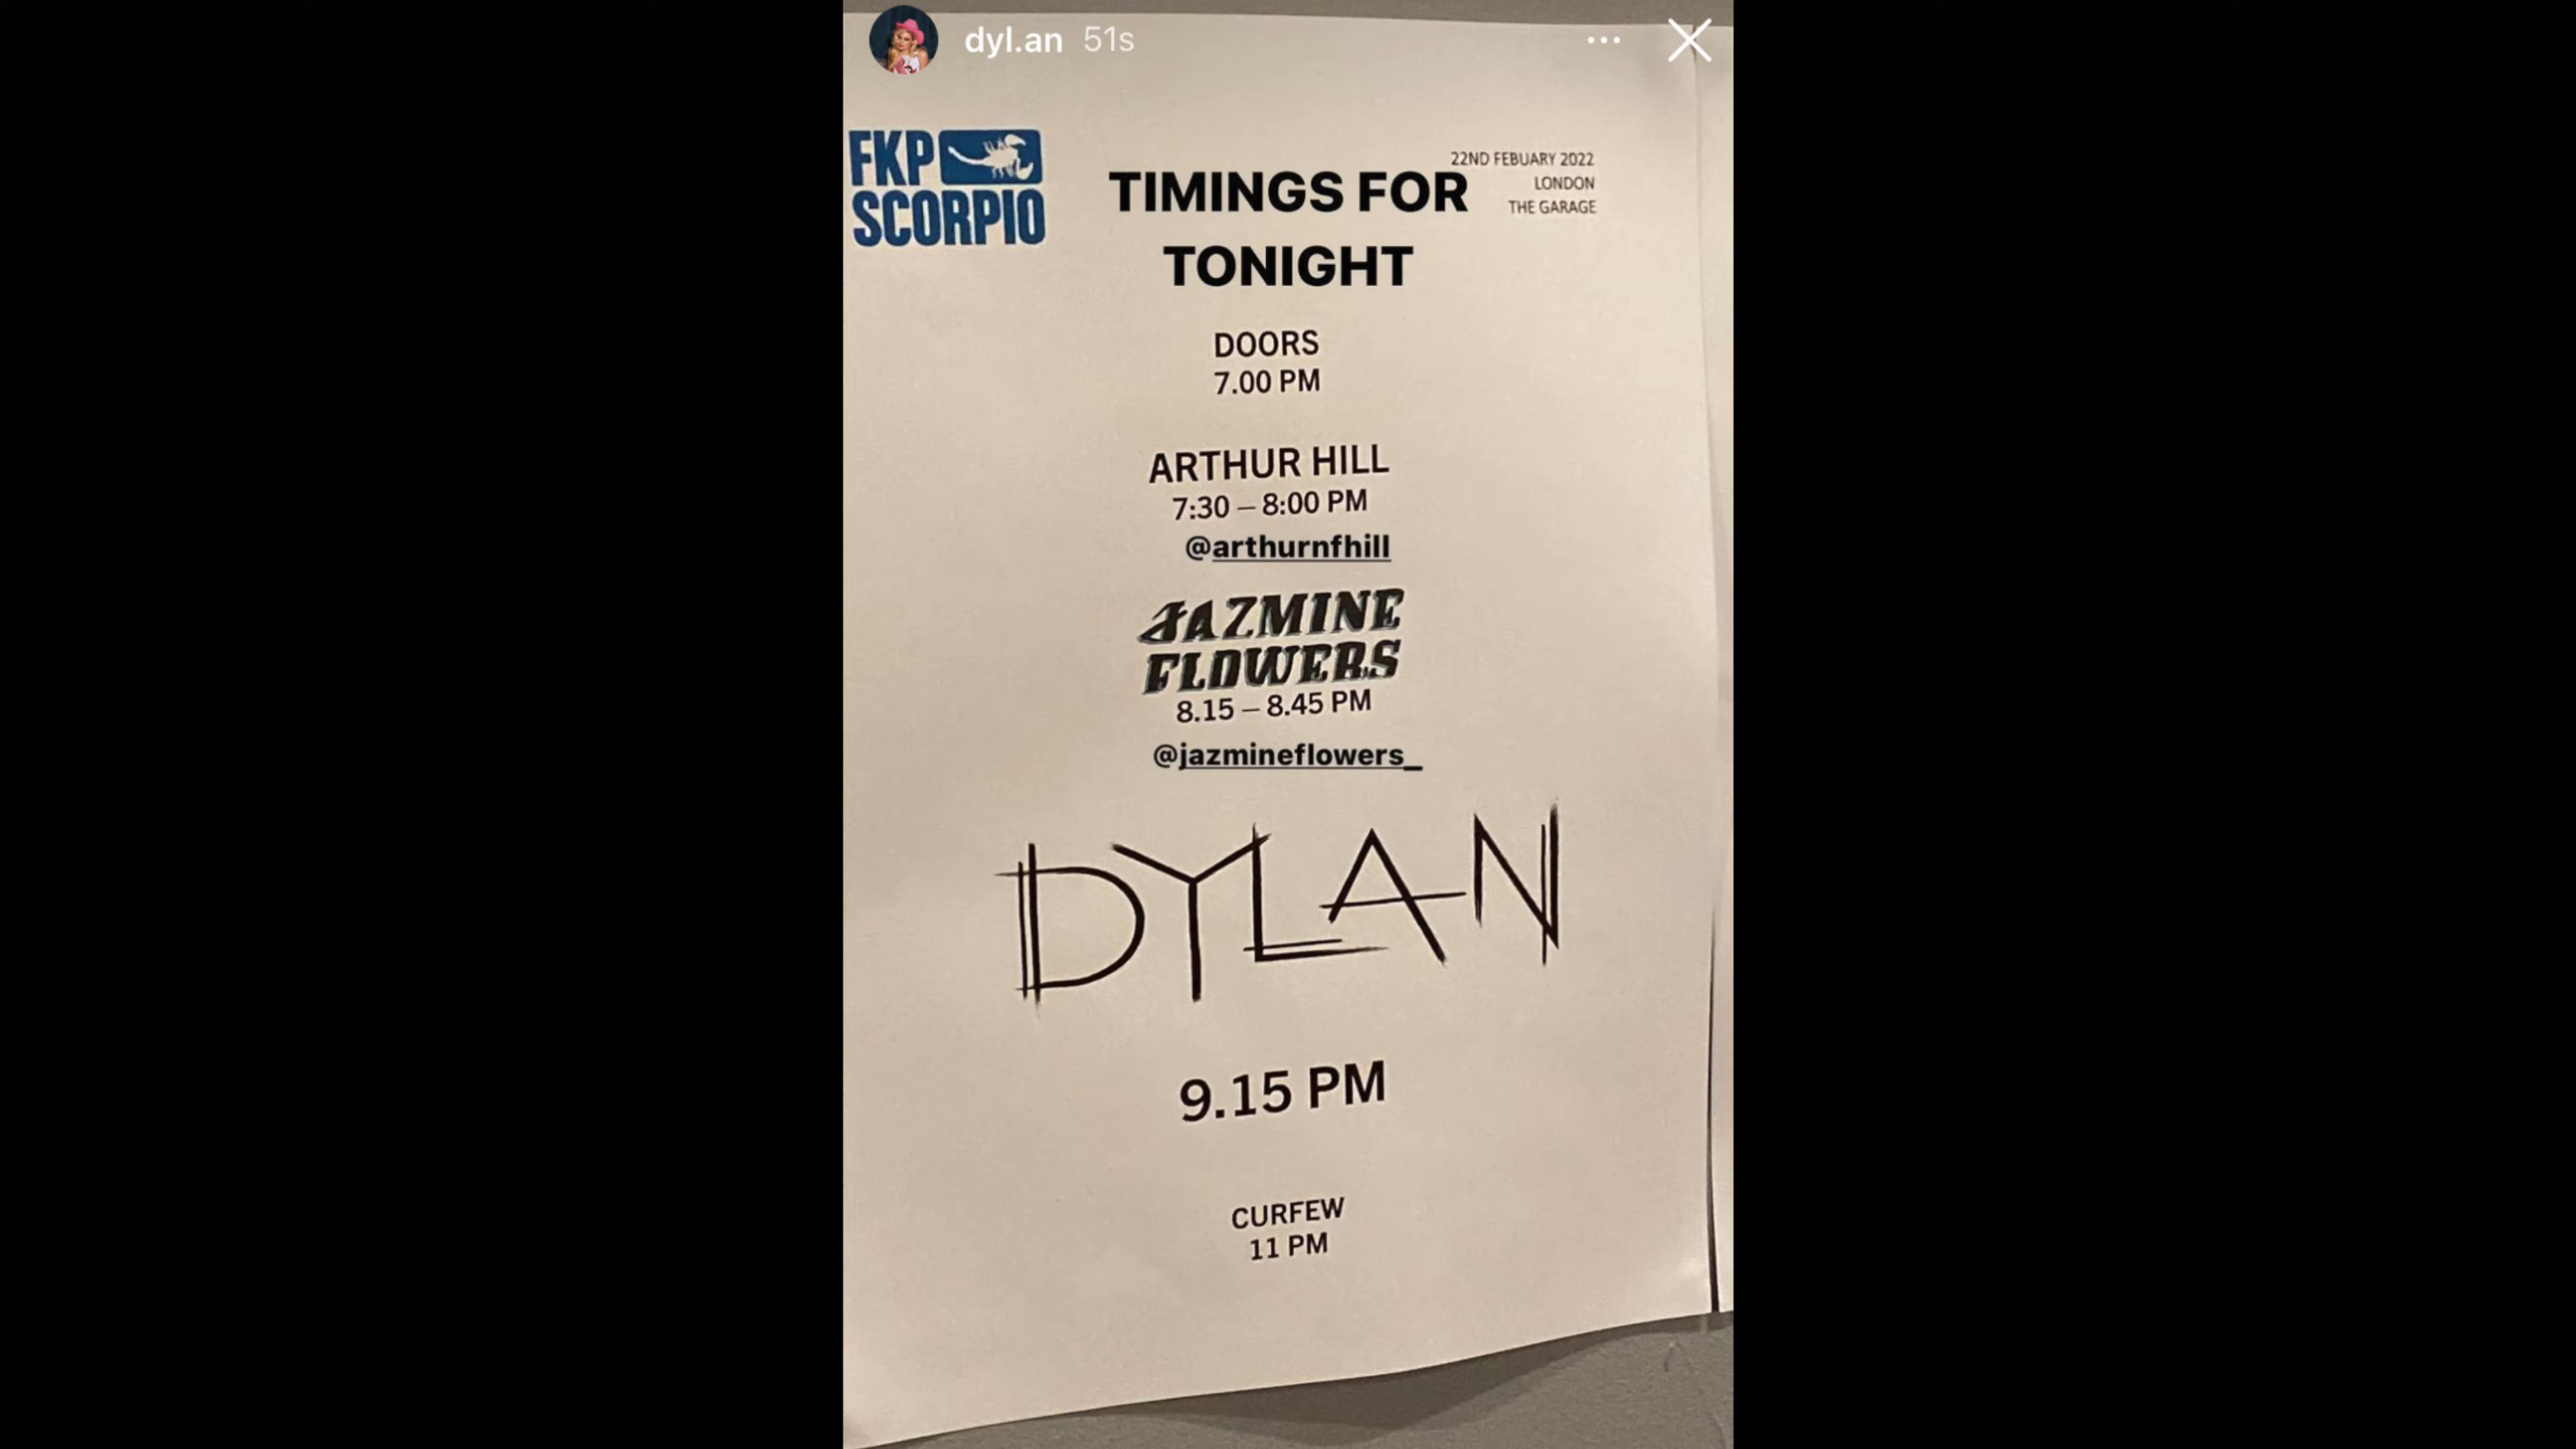 dyl.an 51s
FKP
SCORPIO
22ND FEBUARY 2022
LONDON
THE GARAGE
TIMINGS FOR
TONIGHT
DOORS
7.00 PM
ARTHUR HILL
7:30 – 8:00 PM
@arthurnfhill
JAZMINE
FLOWERS
8.15 – 8.45 PM
@jazmineflowers_
DYLAN
9.15 PM
CURFEW
11 PM